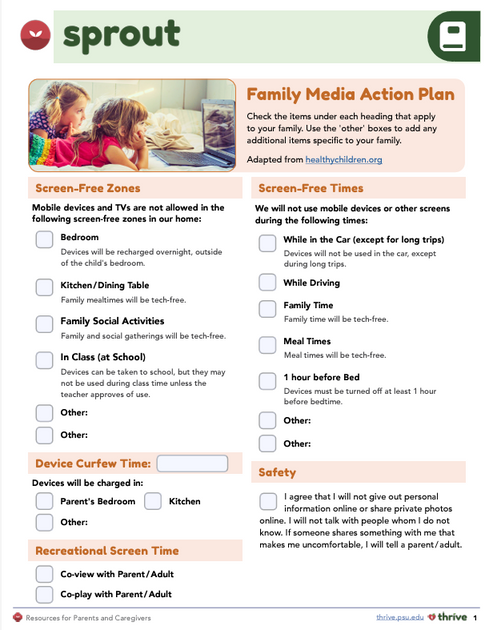 sprout
Family Media Action Plan
Check the items under each heading that apply
to your family. Use the 'other' boxes to add any
additional items specific to your family.
Adapted from healthychildren.org
Screen-Free Zones
Mobile devices and TVs are not allowed in the
following screen-free zones in our home:
Bedroom
Devices will be recharged overnight, outside
of the child's bedroom.
Kitchen/Dining Table
Family mealtimes will be tech-free.
Family Social Activities
Family and social gatherings will be tech-free.
In Class (at School)
Devices can be taken to school, but they may
not be used during class time unless the
teacher approves of use.
Other:
Other:
Device Curfew Time:
Devices will be charged in:
Parent's Bedroom
Kitchen
Other:
Recreational Screen Time
Co-view with Parent/Adult
Co-play with Parent/Adult
Screen-Free Times
We will not use mobile devices or other screens
during the following times:
While in the Car (except for long trips)
Devices will not be used in the car, except
during long trips.
While Driving
Family Time
Family time will be tech-free.
Meal Times
Meal times will be tech-free.
1 hour before Bed
Devices must be turned off at least 1 hour
before bedtime.
Other:
Other:
Safety
I agree that I will not give out personal
information online or share private photos
online. I will not talk with people whom I do not
know. If someone shares something with me that
makes me uncomfortable, I will tell a parent/adult.
Resources for Parents and Caregivers
thrive.psu.edu thrive 1